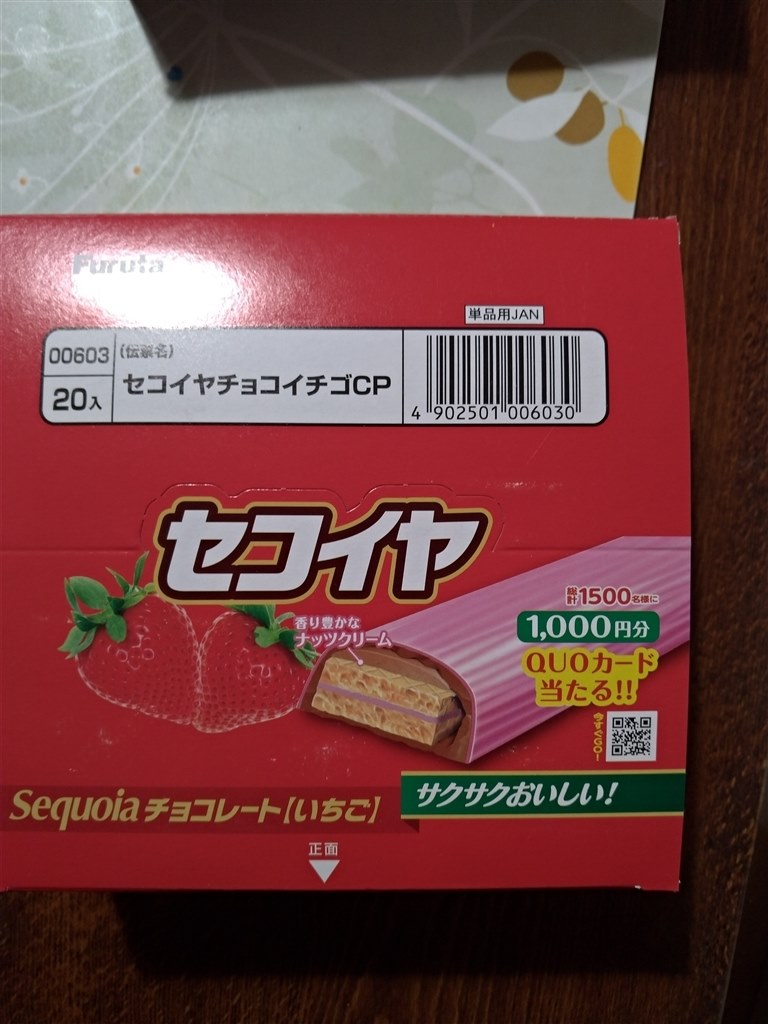 Furuta
単品用JAN
00603
(伝票名)
20入
セコイヤチョコイチゴCP
4 902501 006030
セコイヤ
香り豊かな
ナッツクリーム
総計1500名様に
1,000円分
QUOカード
当たる!!
今すぐGO!
Sequoiaチョコレート[いちご]
サクサクおいしい!
正面